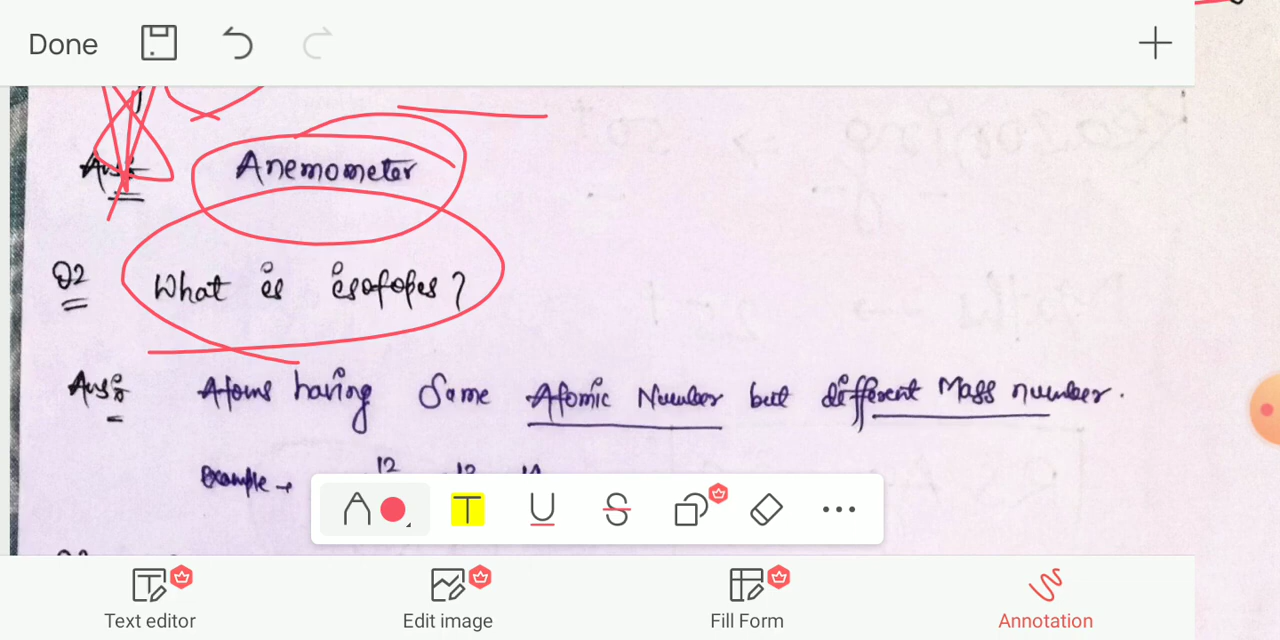 Done
Ans:
Anemometer
Q2 What is isotopes?
Ans: Atoms having Same Atomic Number but different Mass number.
Example → 12
T
Text editor
Edit image
Fill Form
Annotation